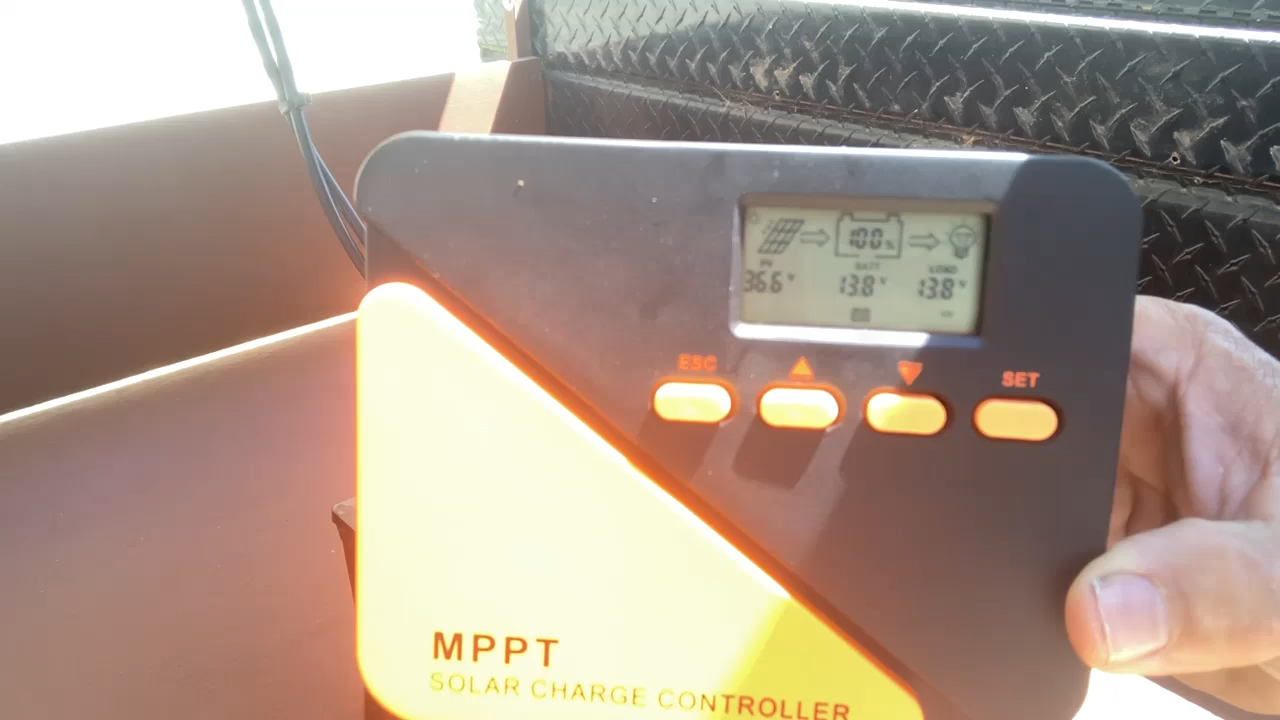 100%
PV BATT LOAD
36.6V 13.8V 13.8V
ESC SET
MPPT
SOLAR CHARGE CONTROLLER